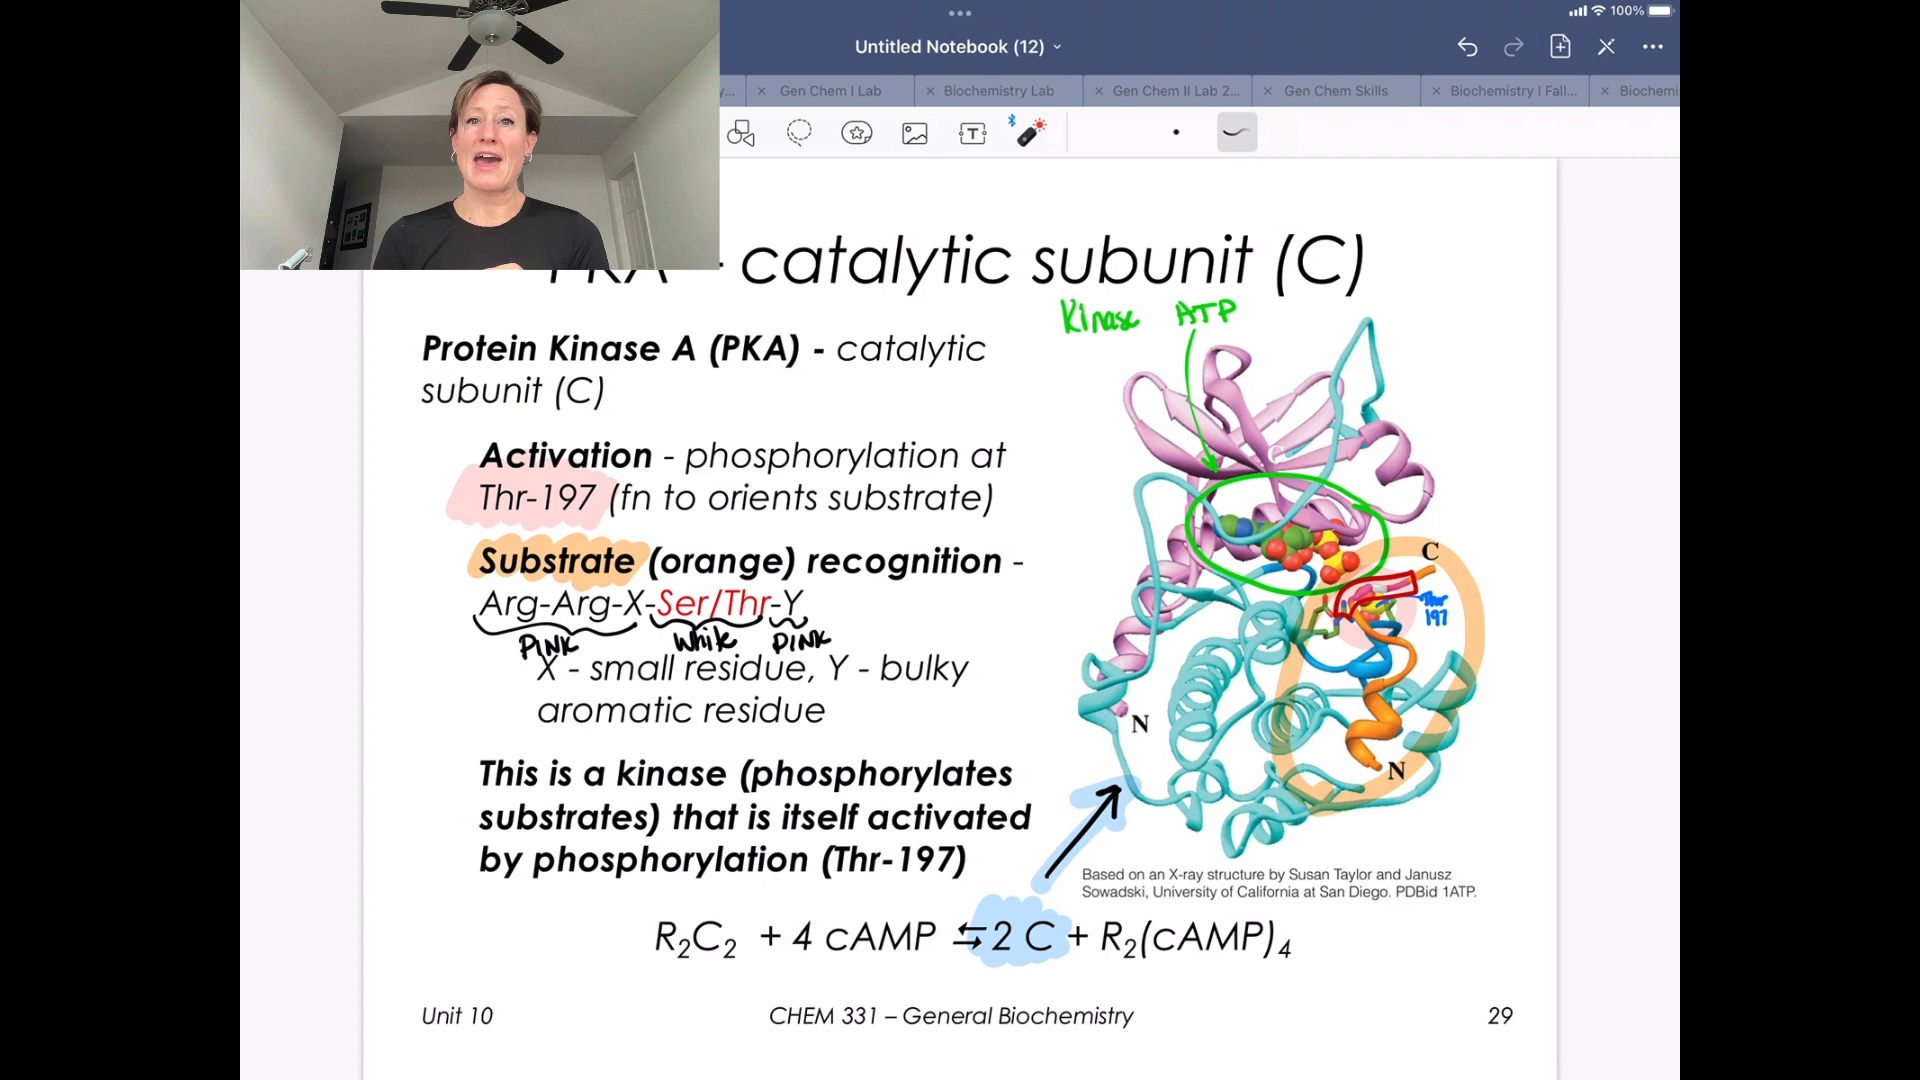 100%
Untitled Notebook (12)
y... × Gen Chem I Lab × Biochemistry Lab × Gen Chem II Lab 2... × Gen Chem Skills × Biochemistry I Fall... × Biochemi
T
- catalytic subunit (C)
Kinase ATP
Protein Kinase A (PKA) - catalytic
subunit (C)
Activation - phosphorylation at
Thr-197 (fn to orients substrate)
Substrate (orange) recognition -
Arg-Arg-X-Ser/Thr-Y
PINK White PINK
X - small residue, Y - bulky
aromatic residue
This is a kinase (phosphorylates
substrates) that is itself activated
by phosphorylation (Thr-197)
C
C
Thr
197
N
N
Based on an X-ray structure by Susan Taylor and Janusz
Sowadski, University of California at San Diego. PDBid 1ATP.
R₂C₂ + 4 cAMP ⇆ 2 C + R₂(cAMP)₄
Unit 10 CHEM 331 – General Biochemistry 29